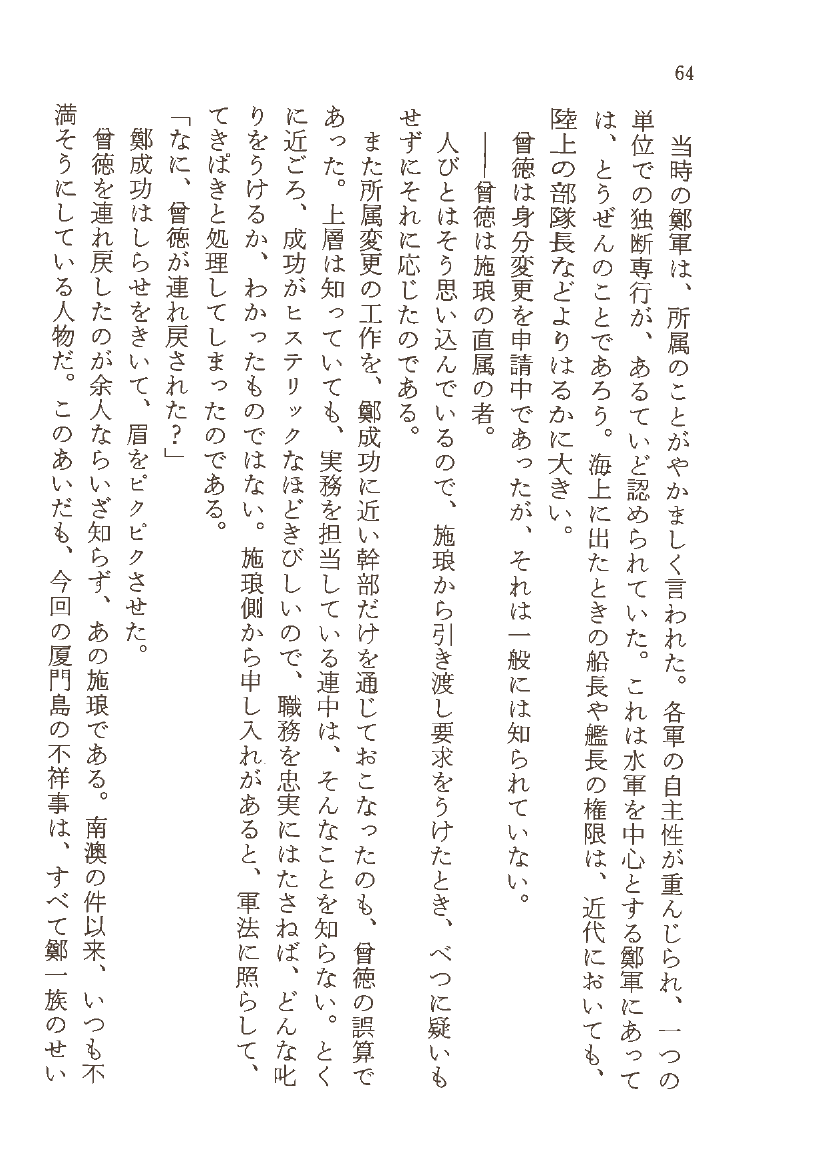 64
当時の鄭軍は、所属のことがやかましく言われた。各軍の自主性が重んじられ、一つの
単位での独断専行が、あるていど認められていた。これは水軍を中心とする鄭軍にあって
は、とうぜんのことであろう。海上に出たときの船長や艦長の権限は、近代においても、
陸上の部隊長などよりはるかに大きい。
曾徳は身分変更を申請中であったが、それは一般には知られていない。
――曾徳は施琅の直属の者。
人びとはそう思い込んでいるので、施琅から引き渡し要求をうけたとき、べつに疑いも
せずにそれに応じたのである。
また所属変更の工作を、鄭成功に近い幹部だけを通じておこなったのも、曾徳の誤算で
あった。上層は知っていても、実務を担当している連中は、そんなことを知らない。とく
に近ごろ、成功がヒステリックなほどきびしいので、職務を忠実にはたさねば、どんな叱
りをうけるか、わかったものではない。施琅側から申し入れがあると、軍法に照らして、
てきぱきと処理してしまったのである。
「なに、曾徳が連れ戻された？」
鄭成功はしらせをきいて、眉をピクピクさせた。
曾徳を連れ戻したのが余人ならいざ知らず、あの施琅である。南澳の件以来、いつも不
満そうにしている人物だ。このあいだも、今回の厦門島の不祥事は、すべて鄭一族のせい